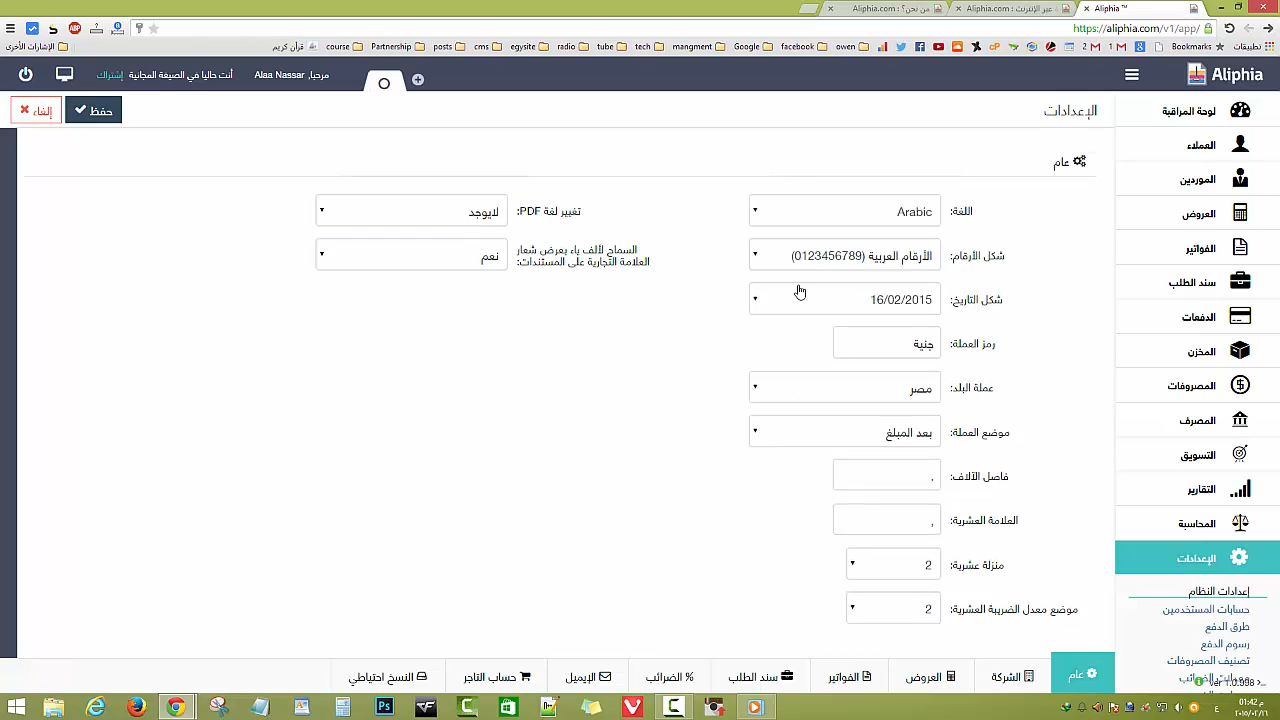 Aliphia ™
عبر الإنترنت : Aliphia.com
من نحن؟ : Aliphia.com
https://aliphia.com/v1/app/
تطبيقات
Bookmarks
1 M
2 M
owen
facebook
Google
mangment
tech
tube
radio
egysite
cms
posts
Partnership
course
قرآن كريم
الإشارات الأخرى
Aliphia
مرحبا, Alaa Nassar
أنت حاليا في الصيغة المجانية إشتراك
الإعدادات
حفظ
إلغاء
لوحة المراقبة
العملاء
الموردين
العروض
الفواتير
سند الطلب
الدفعات
المخزن
المصروفات
المصرف
التسويق
التقارير
المحاسبة
الإعدادات
إعدادات النظام
حسابات المستخدمين
طرق الدفع
رسوم الدفع
تصنيف المصروفات
عام
اللغة: Arabic
تغيير لغة PDF: لايوجد
شكل الأرقام: الأرقام العربية (0123456789)
السماح لألف ياء بعرض شعار
العلامة التجارية على المستندات: نعم
شكل التاريخ: 16/02/2015
رمز العملة: جنية
عملة البلد: مصر
موضع العملة: بعد المبلغ
فاصل الآلاف: .
العلامة العشرية: ,
منزلة عشرية: 2
موضع معدل الضريبة العشرية: 2
عام
الشركة
العروض
الفواتير
سند الطلب
% الضرائب
الإيميل
حساب التاجر
النسخ احتياطي
01:42 م